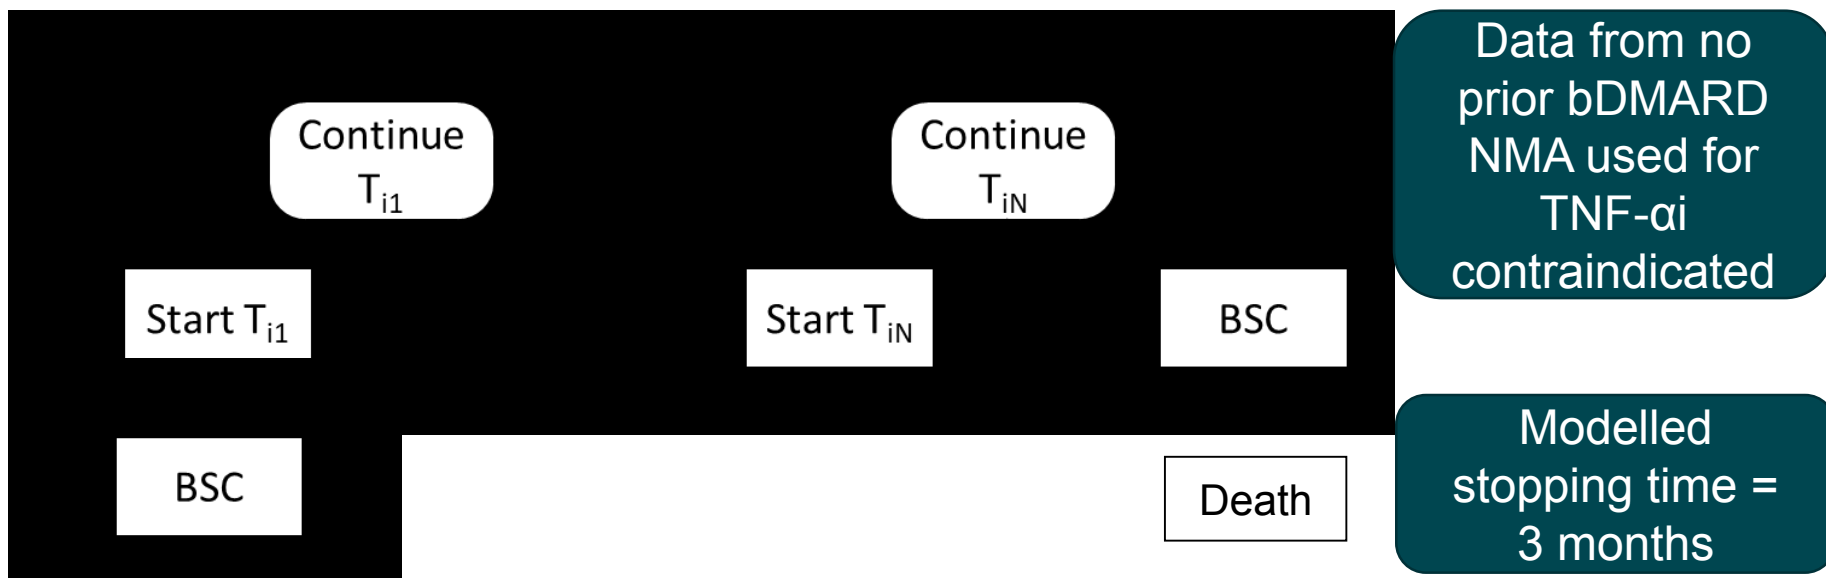 Continue
Ti1
Continue
TiN
Start Ti1
Start TiN
BSC
BSC
Death
Data from no
prior bDMARD
NMA used for
TNF-αi
contraindicated
Modelled
stopping time =
3 months